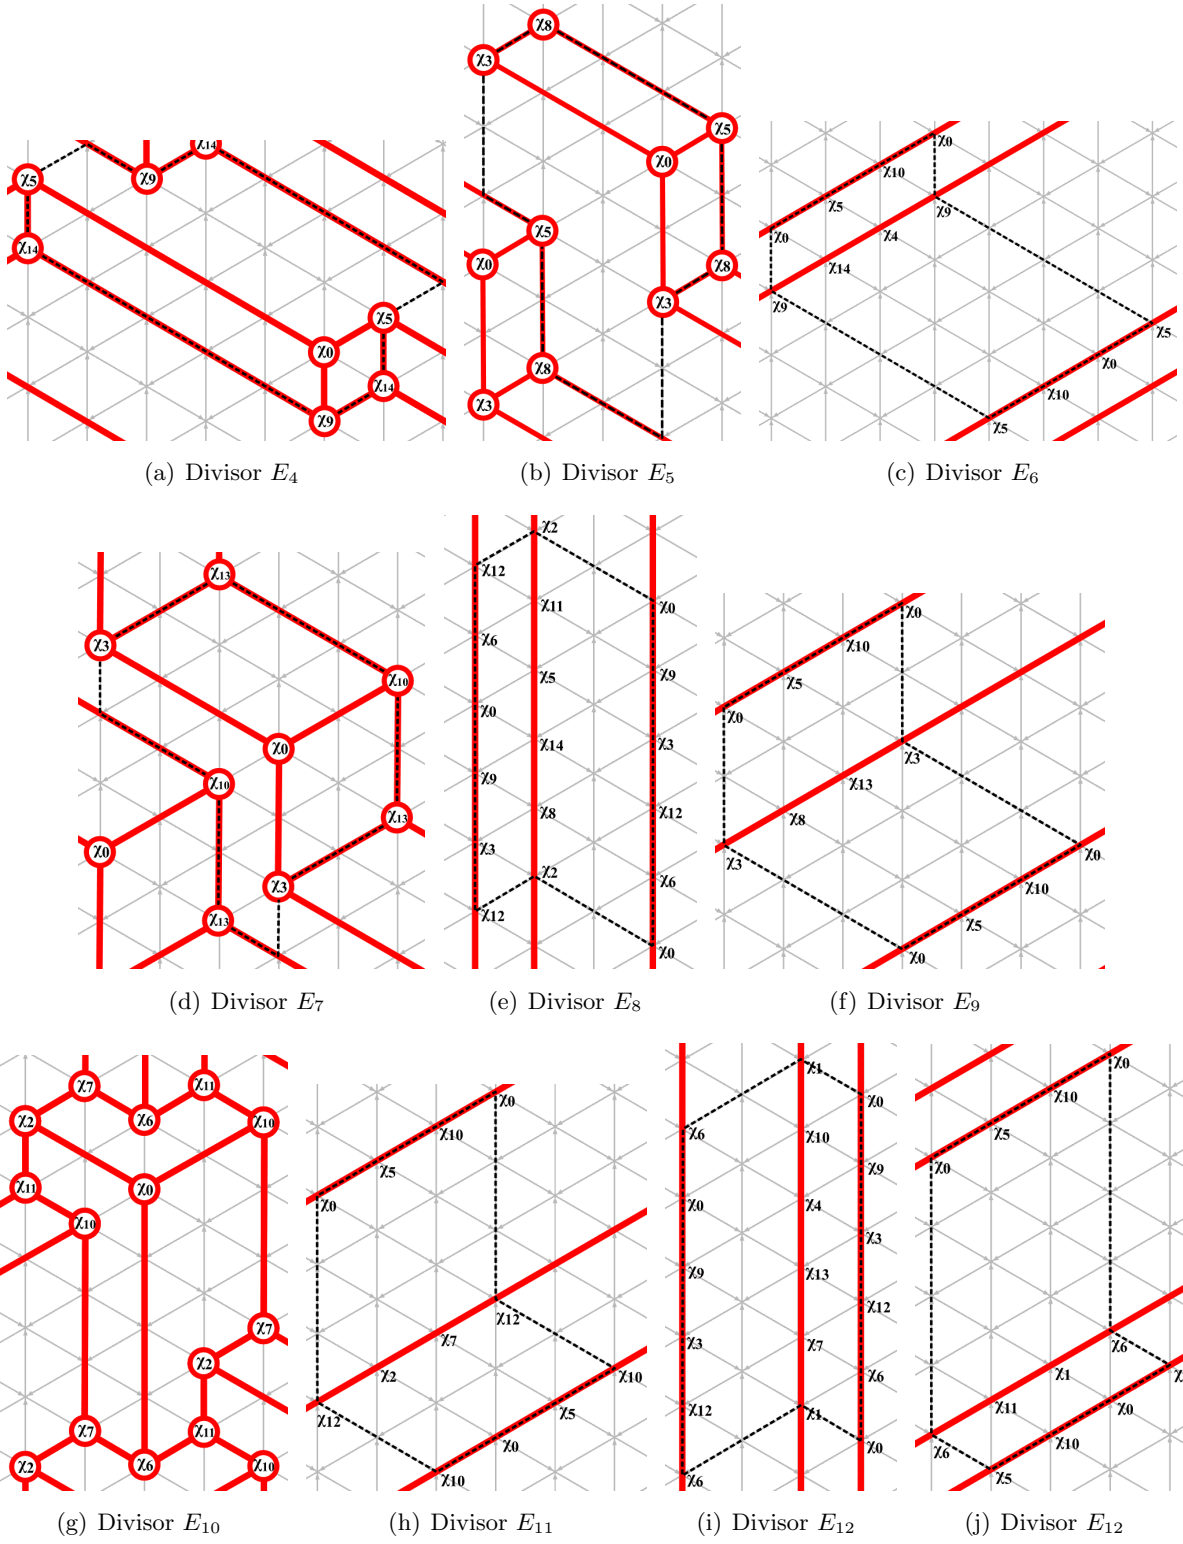 χ8
χ3
χ14
χ5
χ9
χ5
χ0
χ0
χ10
χ5
χ9
χ0
χ4
χ14
χ14
χ5
χ0
χ8
χ9
χ5
χ3
χ5
χ0
χ0
χ10
χ14
χ8
χ9
χ3
χ5
(a) Divisor E4
(b) Divisor E5
(c) Divisor E6
χ13
χ3
χ10
χ0
χ10
χ0
χ13
χ3
χ13
χ2
χ12
χ11
χ0
χ6
χ5
χ9
χ0
χ14
χ3
χ9
χ8
χ12
χ3
χ2
χ6
χ12
χ0
χ0
χ10
χ5
χ0
χ3
χ13
χ8
χ3
χ0
χ10
χ5
χ0
(d) Divisor E7
(e) Divisor E8
(f) Divisor E9
χ7
χ11
χ2
χ6
χ10
χ11
χ0
χ10
χ7
χ2
χ7
χ11
χ2
χ6
χ10
χ0
χ10
χ5
χ0
χ12
χ7
χ2
χ10
χ12
χ5
χ0
χ10
χ1
χ0
χ6
χ10
χ9
χ0
χ4
χ3
χ9
χ13
χ12
χ3
χ7
χ6
χ12
χ1
χ0
χ6
χ0
χ10
χ5
χ0
χ6
χ1
χ11
χ0
χ6
χ10
χ5
(g) Divisor E10
(h) Divisor E11
(i) Divisor E12
(j) Divisor E12